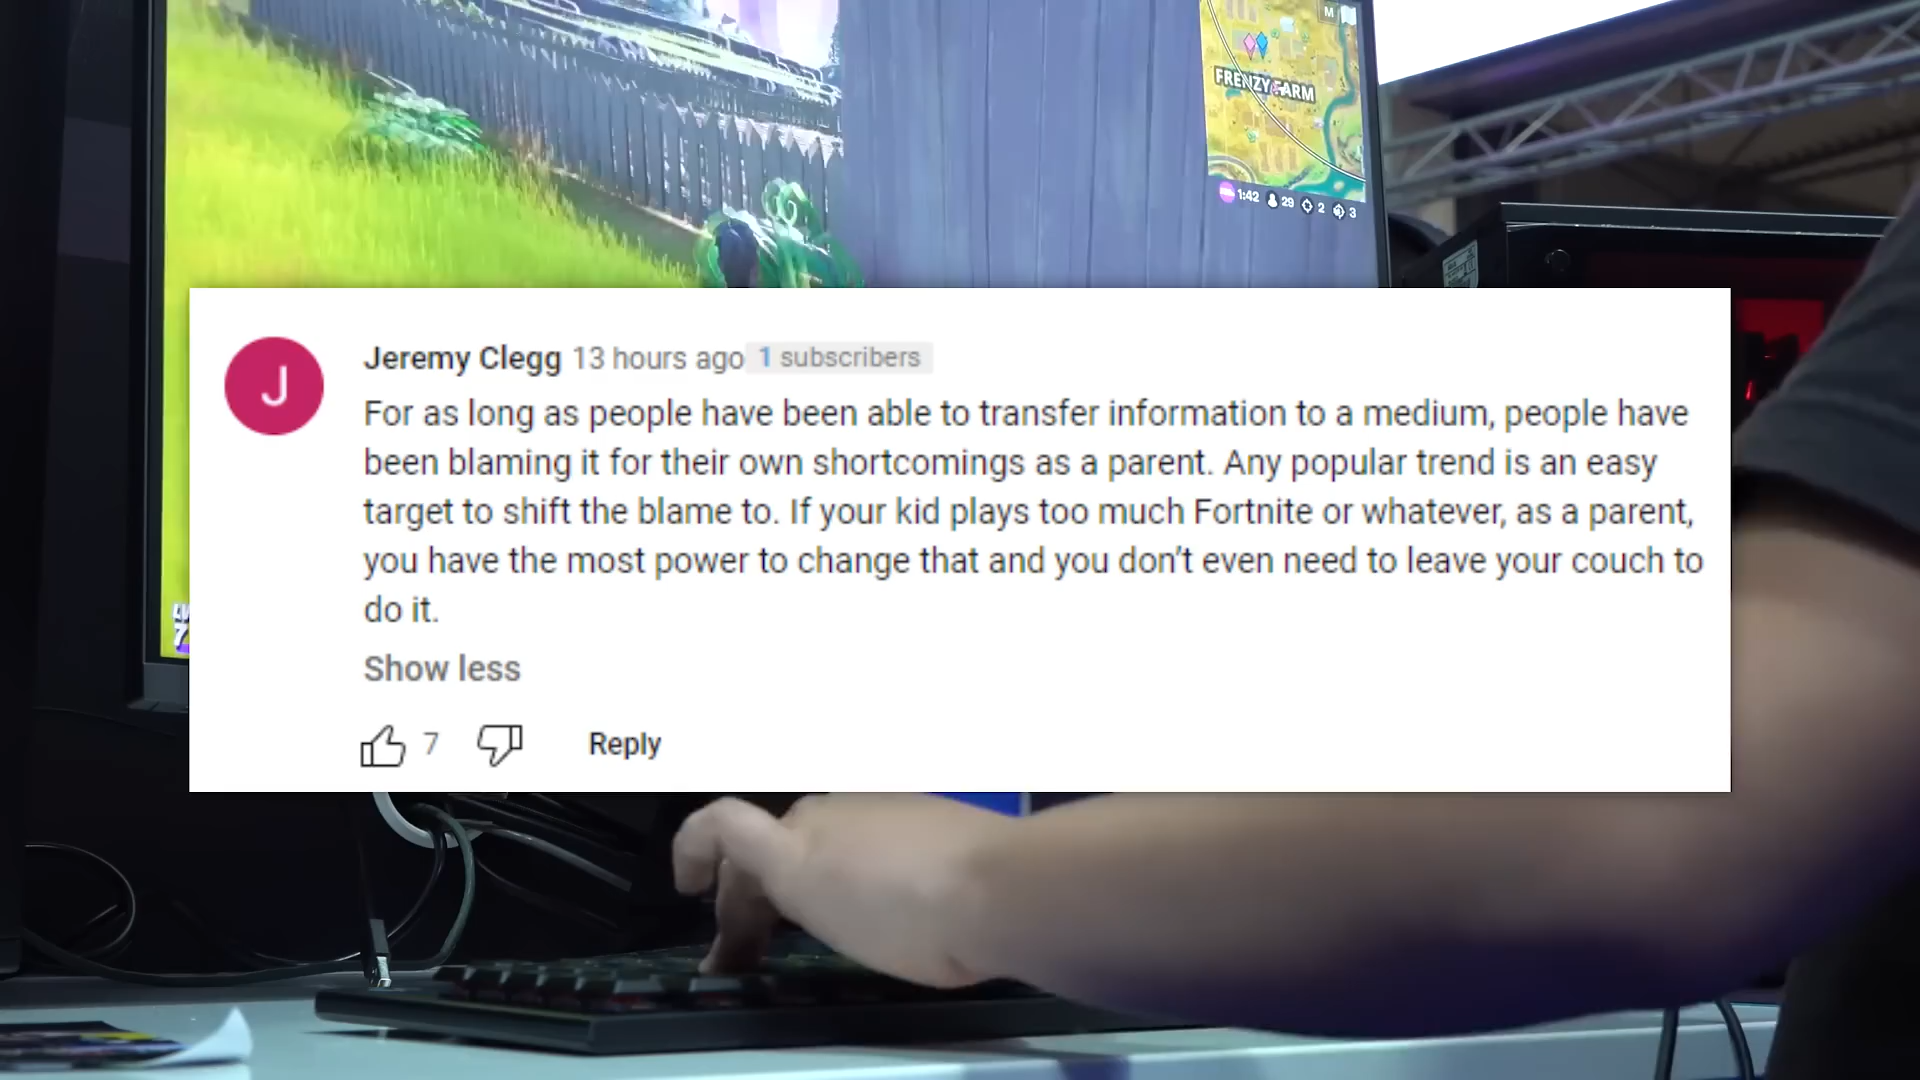 M
FRENZY FARM
1:42 29 2 3
Jeremy Clegg 13 hours ago 1 subscribers
For as long as people have been able to transfer information to a medium, people have
been blaming it for their own shortcomings as a parent. Any popular trend is an easy
target to shift the blame to. If your kid plays too much Fortnite or whatever, as a parent,
you have the most power to change that and you don't even need to leave your couch to
do it.
Show less
7 Reply
J